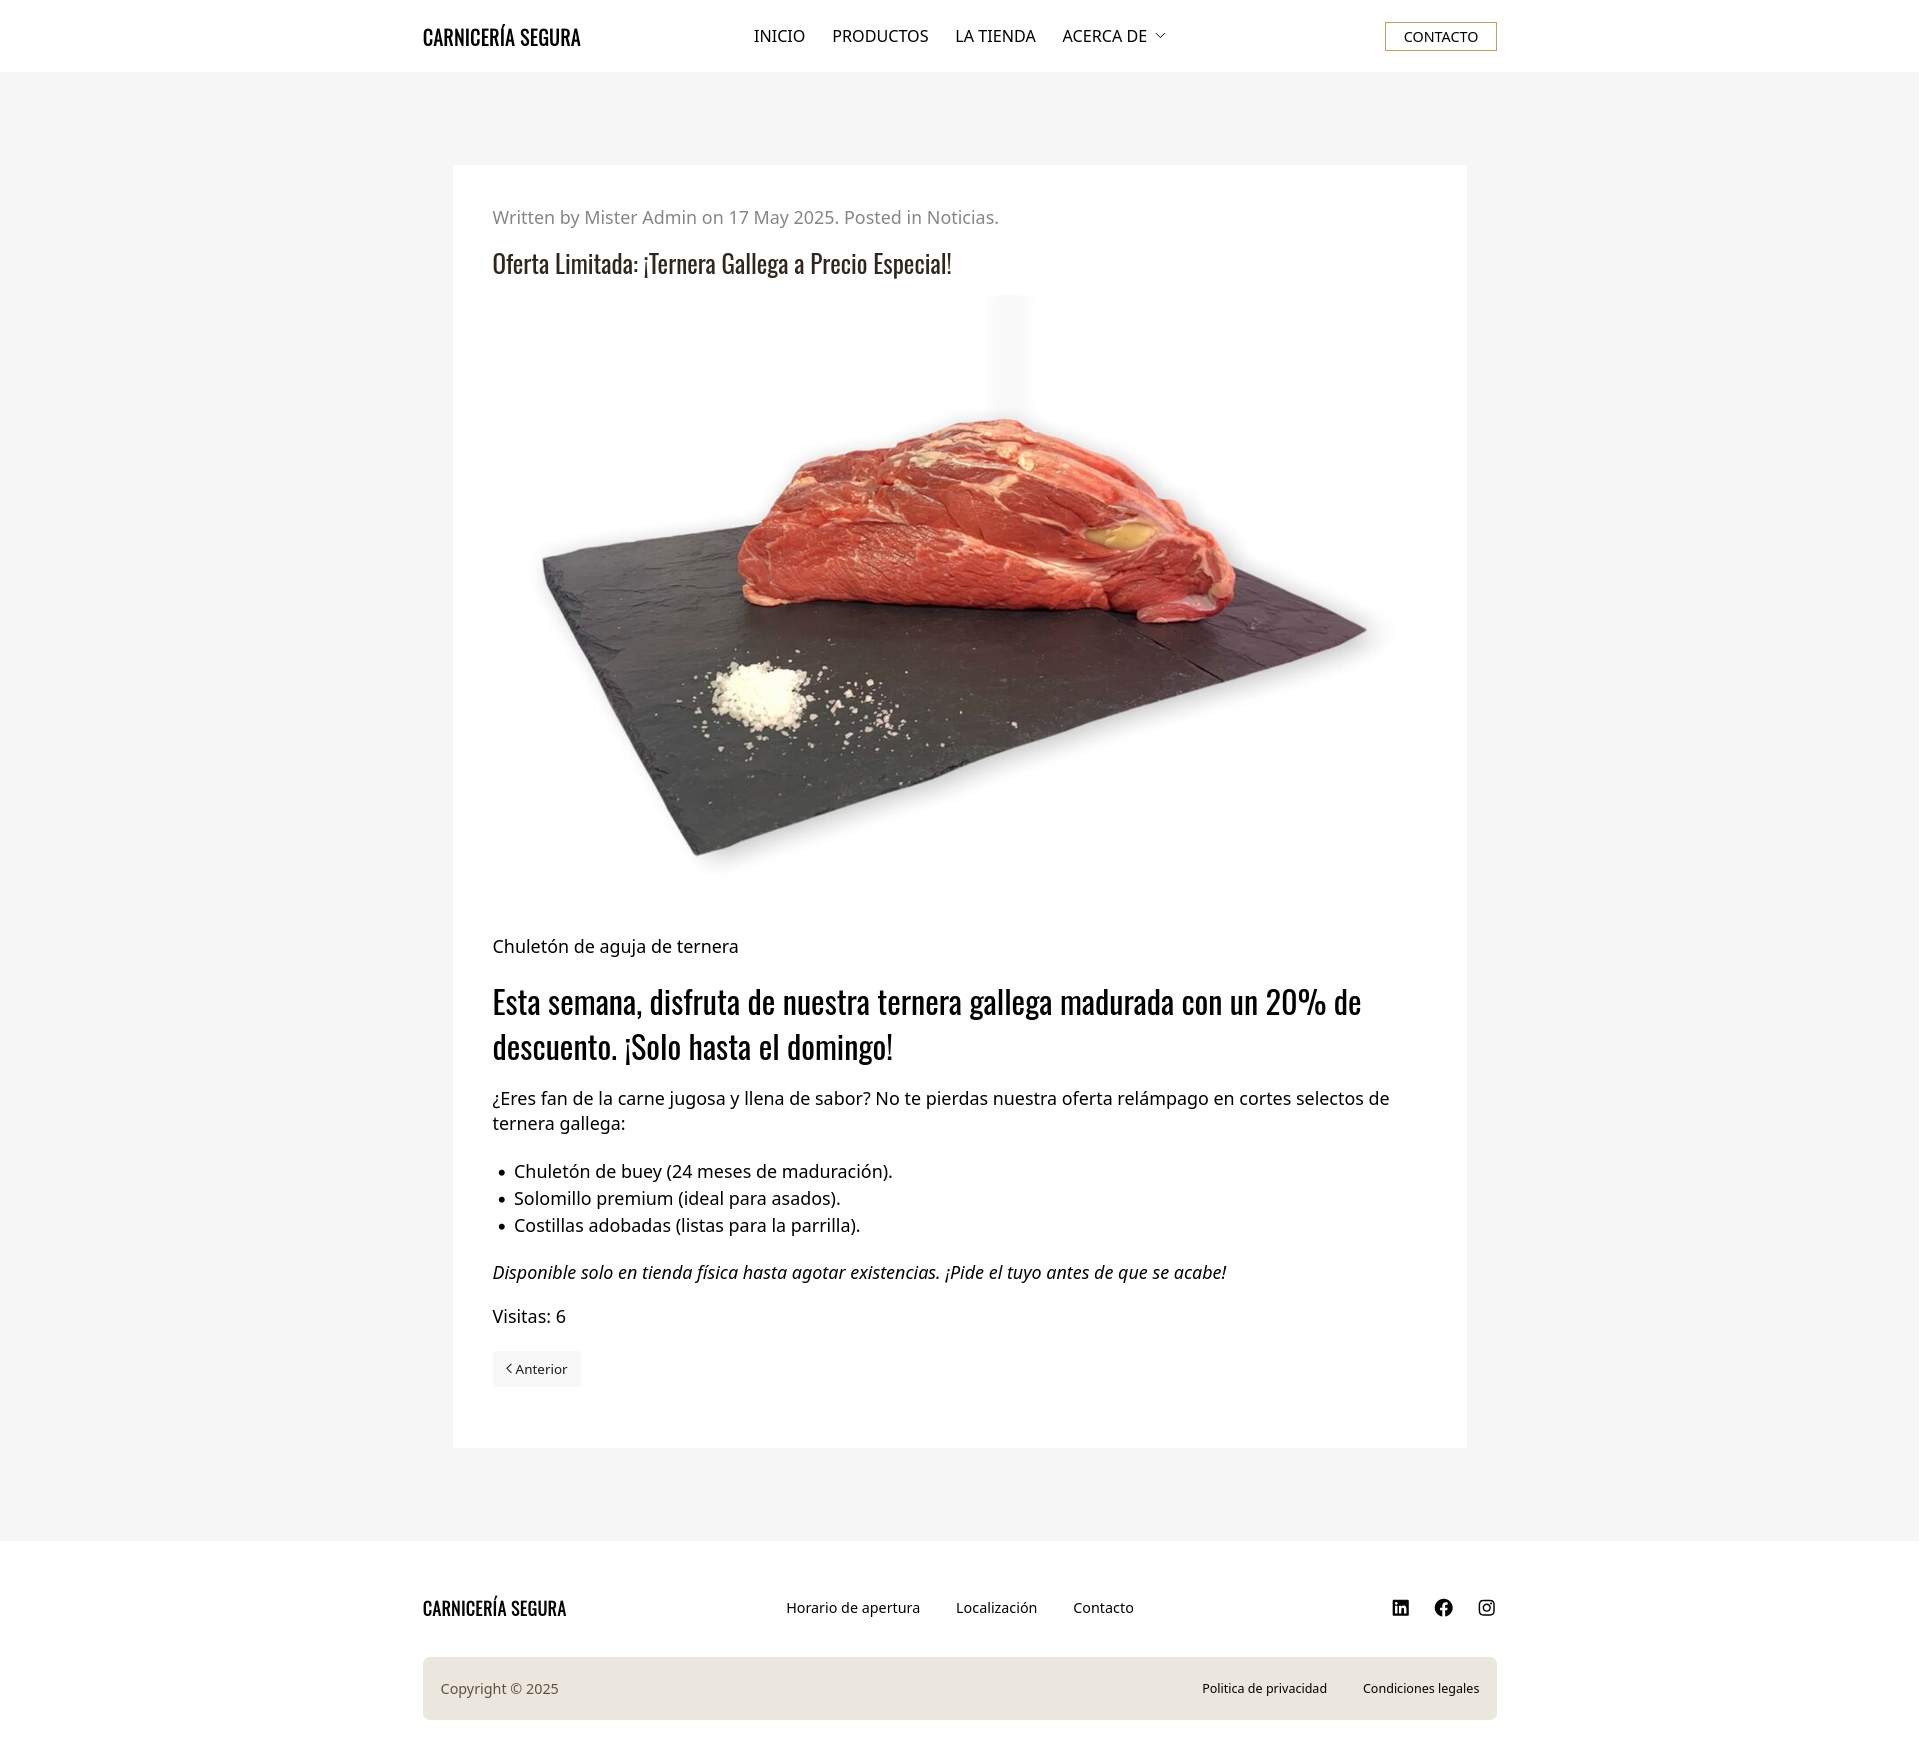 CARNICERÍA SEGURA
INICIO
PRODUCTOS
LA TIENDA
ACERCA DE
CONTACTO
Written by Mister Admin on 17 May 2025. Posted in Noticias.
Oferta Limitada: ¡Ternera Gallega a Precio Especial!
Chuletón de aguja de ternera
Esta semana, disfruta de nuestra ternera gallega madurada con un 20% de
descuento. ¡Solo hasta el domingo!
¿Eres fan de la carne jugosa y llena de sabor? No te pierdas nuestra oferta relámpago en cortes selectos de
ternera gallega:
• Chuletón de buey (24 meses de maduración).
• Solomillo premium (ideal para asados).
• Costillas adobadas (listas para la parrilla).
Disponible solo en tienda física hasta agotar existencias. ¡Pide el tuyo antes de que se acabe!
Visitas: 6
Anterior
CARNICERÍA SEGURA
Horario de apertura
Localización
Contacto
Copyright © 2025
Politica de privacidad
Condiciones legales